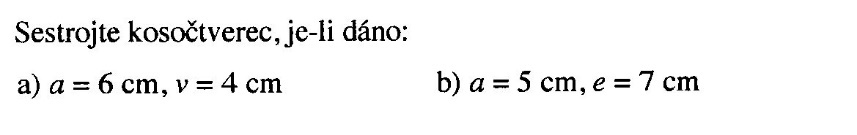 Sestrojte kosočtverec, je-li dáno:
a) a = 6 cm, v = 4 cm b) a = 5 cm, e = 7 cm